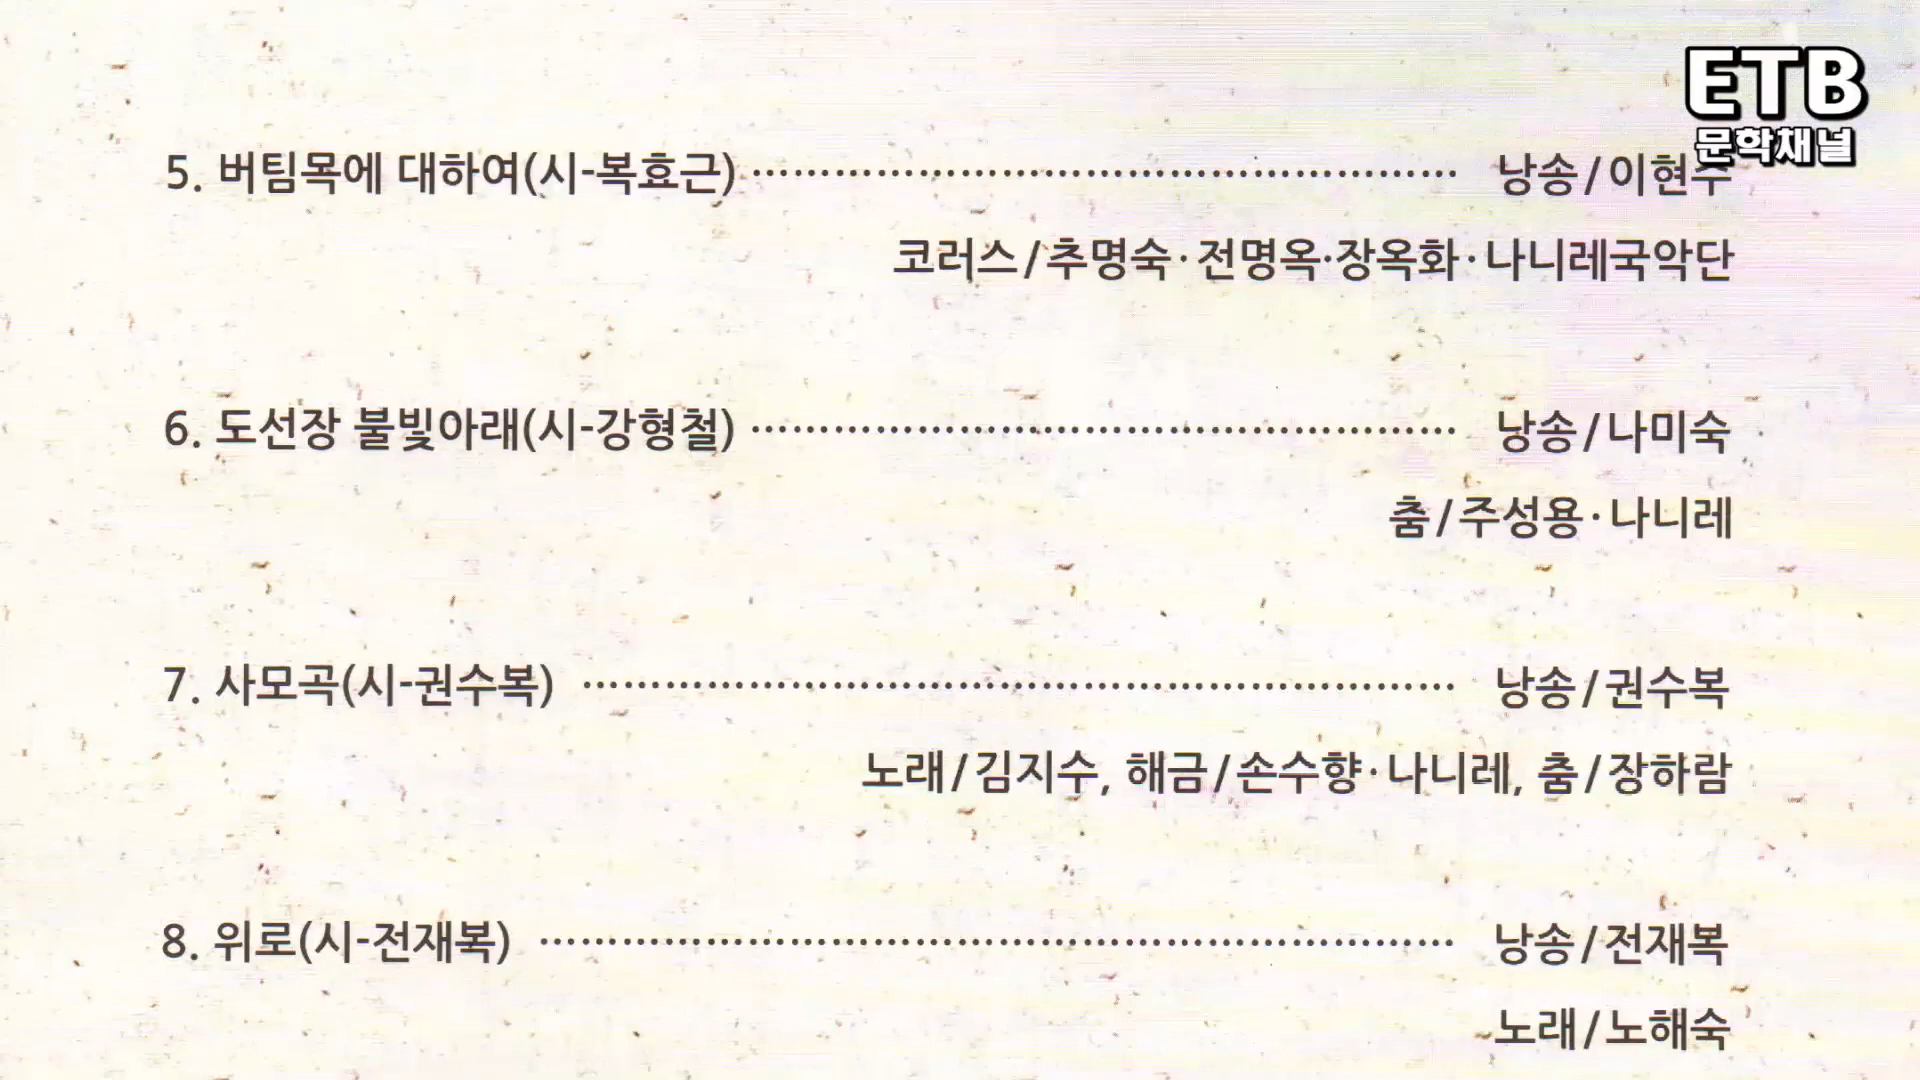 ETB
문학채널
5. 버팀목에 대하여(시-복효근) ······························ 낭송/이현수
코러스/추명숙·전명옥·장옥화·나니레국악단
6. 도선장 불빛아래(시-강형철) ······························ 낭송/나미숙
춤/주성용·나니레
7. 사모곡(시-권수복) ······························ 낭송/권수복
노래/김지수, 해금/손수향·나니레, 춤/장하람
8. 위로(시-전재복) ······························ 낭송/전재복
노래/노해숙